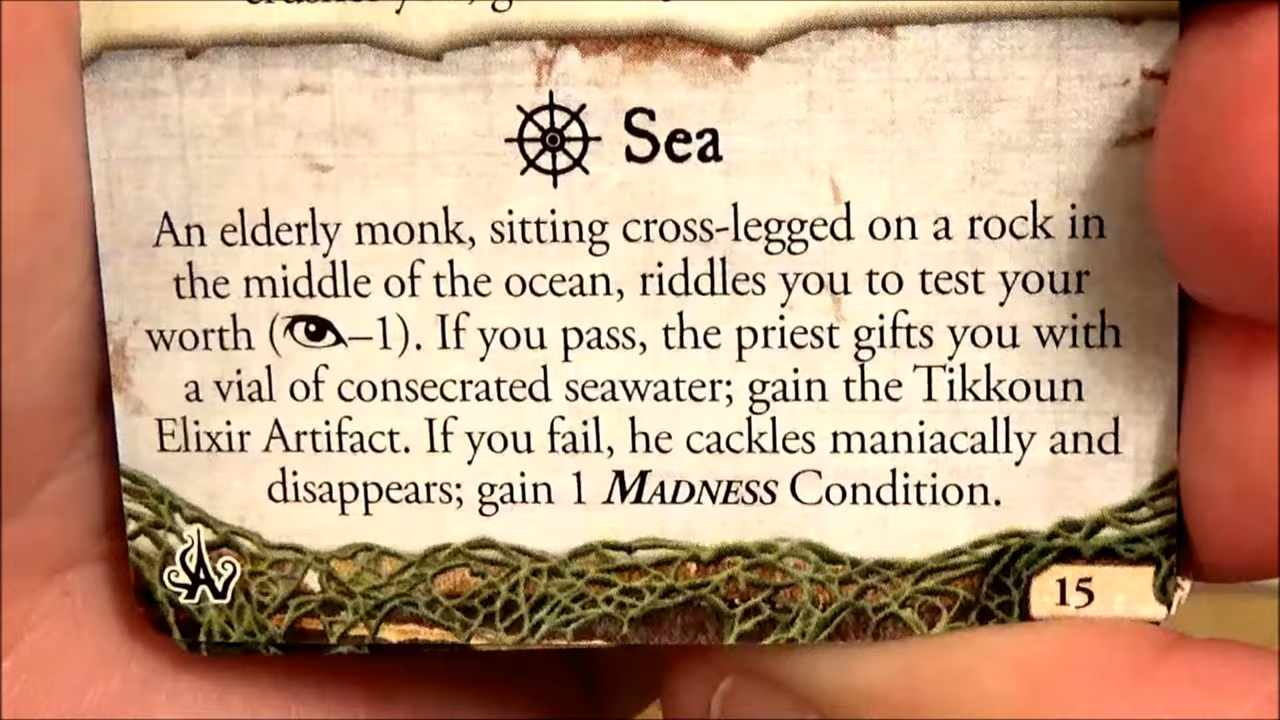 Sea
An elderly monk, sitting cross-legged on a rock in
the middle of the ocean, riddles you to test your
worth (–1). If you pass, the priest gifts you with
a vial of consecrated seawater; gain the Tikkoun
Elixir Artifact. If you fail, he cackles maniacally and
disappears; gain 1 MADNESS Condition.
15